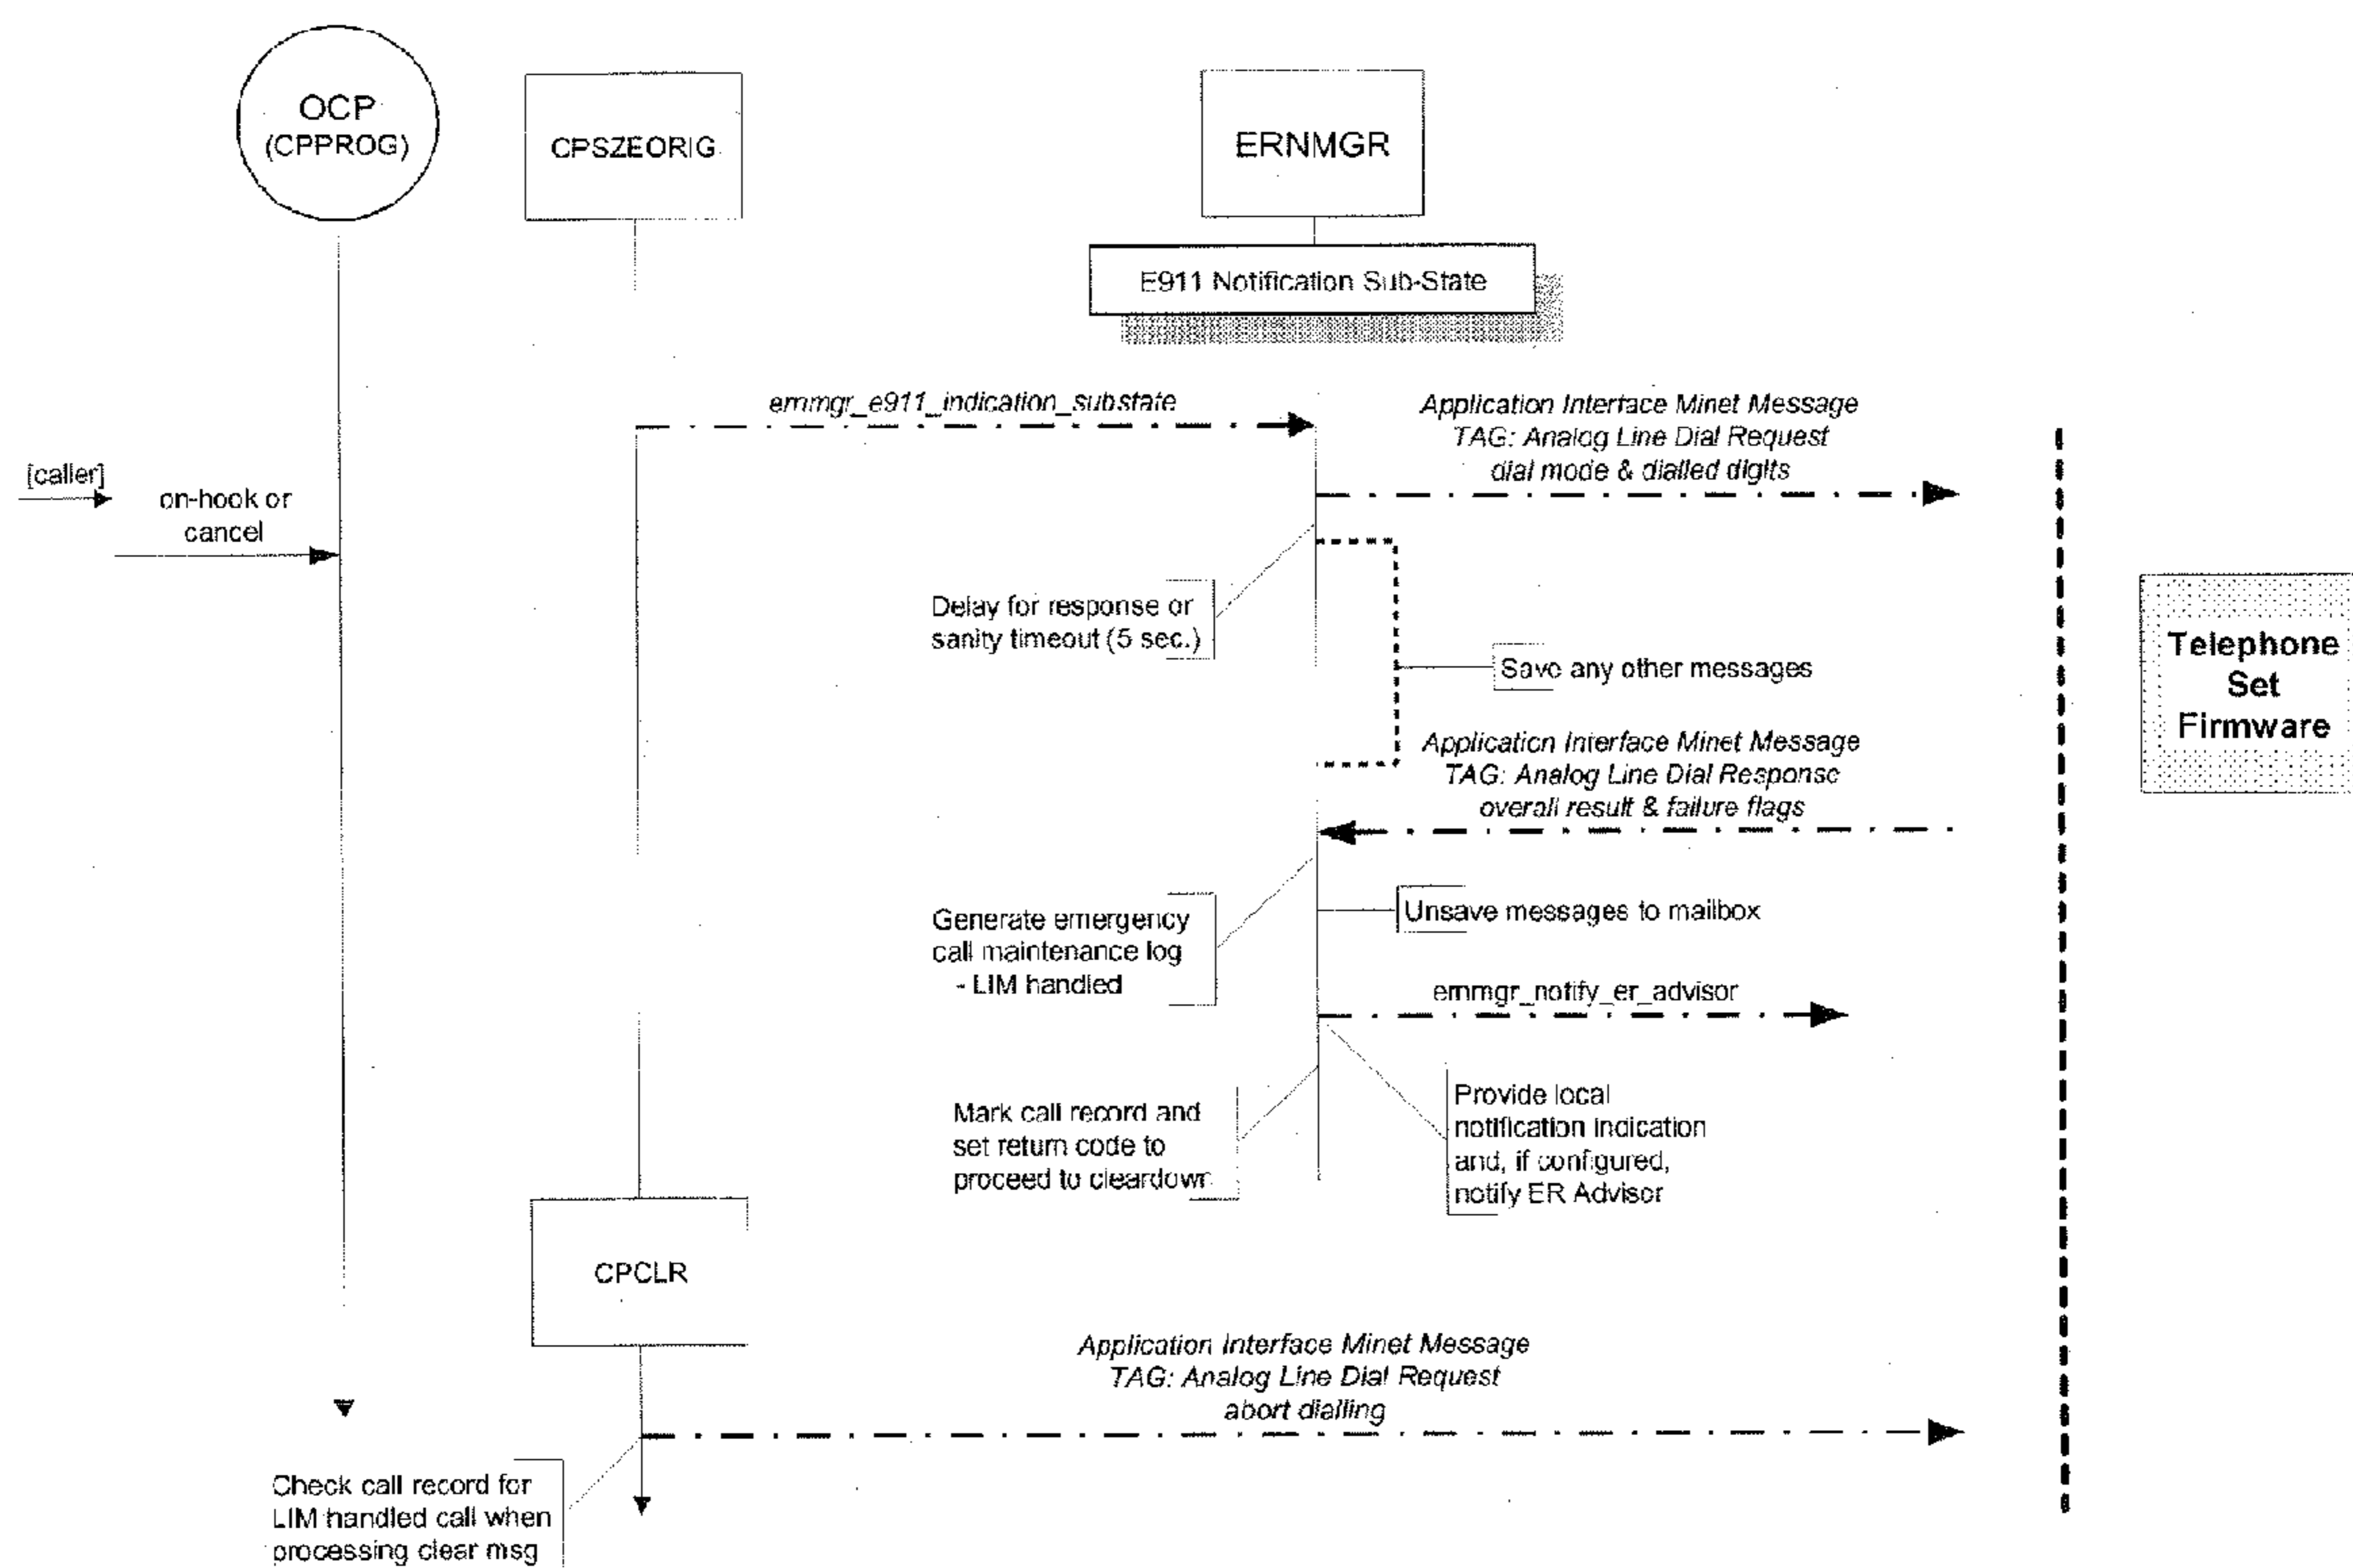 OCP
(CPPROG)
CPSZEORIG
ERNMGR
E911 Notification Sub-State
ernmgr_e911_indication_substate
Application Interface Minet Message
TAG: Analog Line Dial Request
dial mode & dialled digits
[caller]
on-hook or
cancel
Delay for response or
sanity timeout (5 sec.)
Save any other messages
Telephone
Set
Firmware
Application Interface Minet Message
TAG: Analog Line Dial Response
overall result & failure flags
Generate emergency
call maintenance log
- LIM handled
Unsave messages to mailbox
ernmgr_notify_er_advisor
Mark call record and
set return code to
proceed to cleardown
Provide local
notification indication
and, if configured,
notify ER Advisor
CPCLR
Application Interface Minet Message
TAG: Analog Line Dial Request
abort dialling
Check call record for
LIM handled call when
processing clear msg